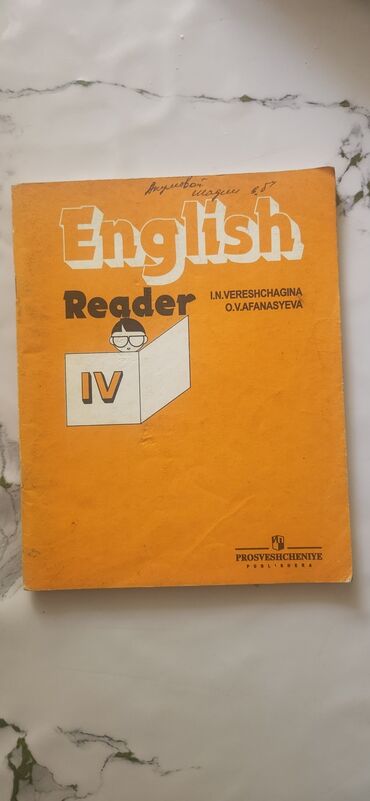 English
Reader
I.N.VERESHCHAGINA
O.V.AFANASYEVA
IV
PROSVESHCHENIYE
PUBLISHERS